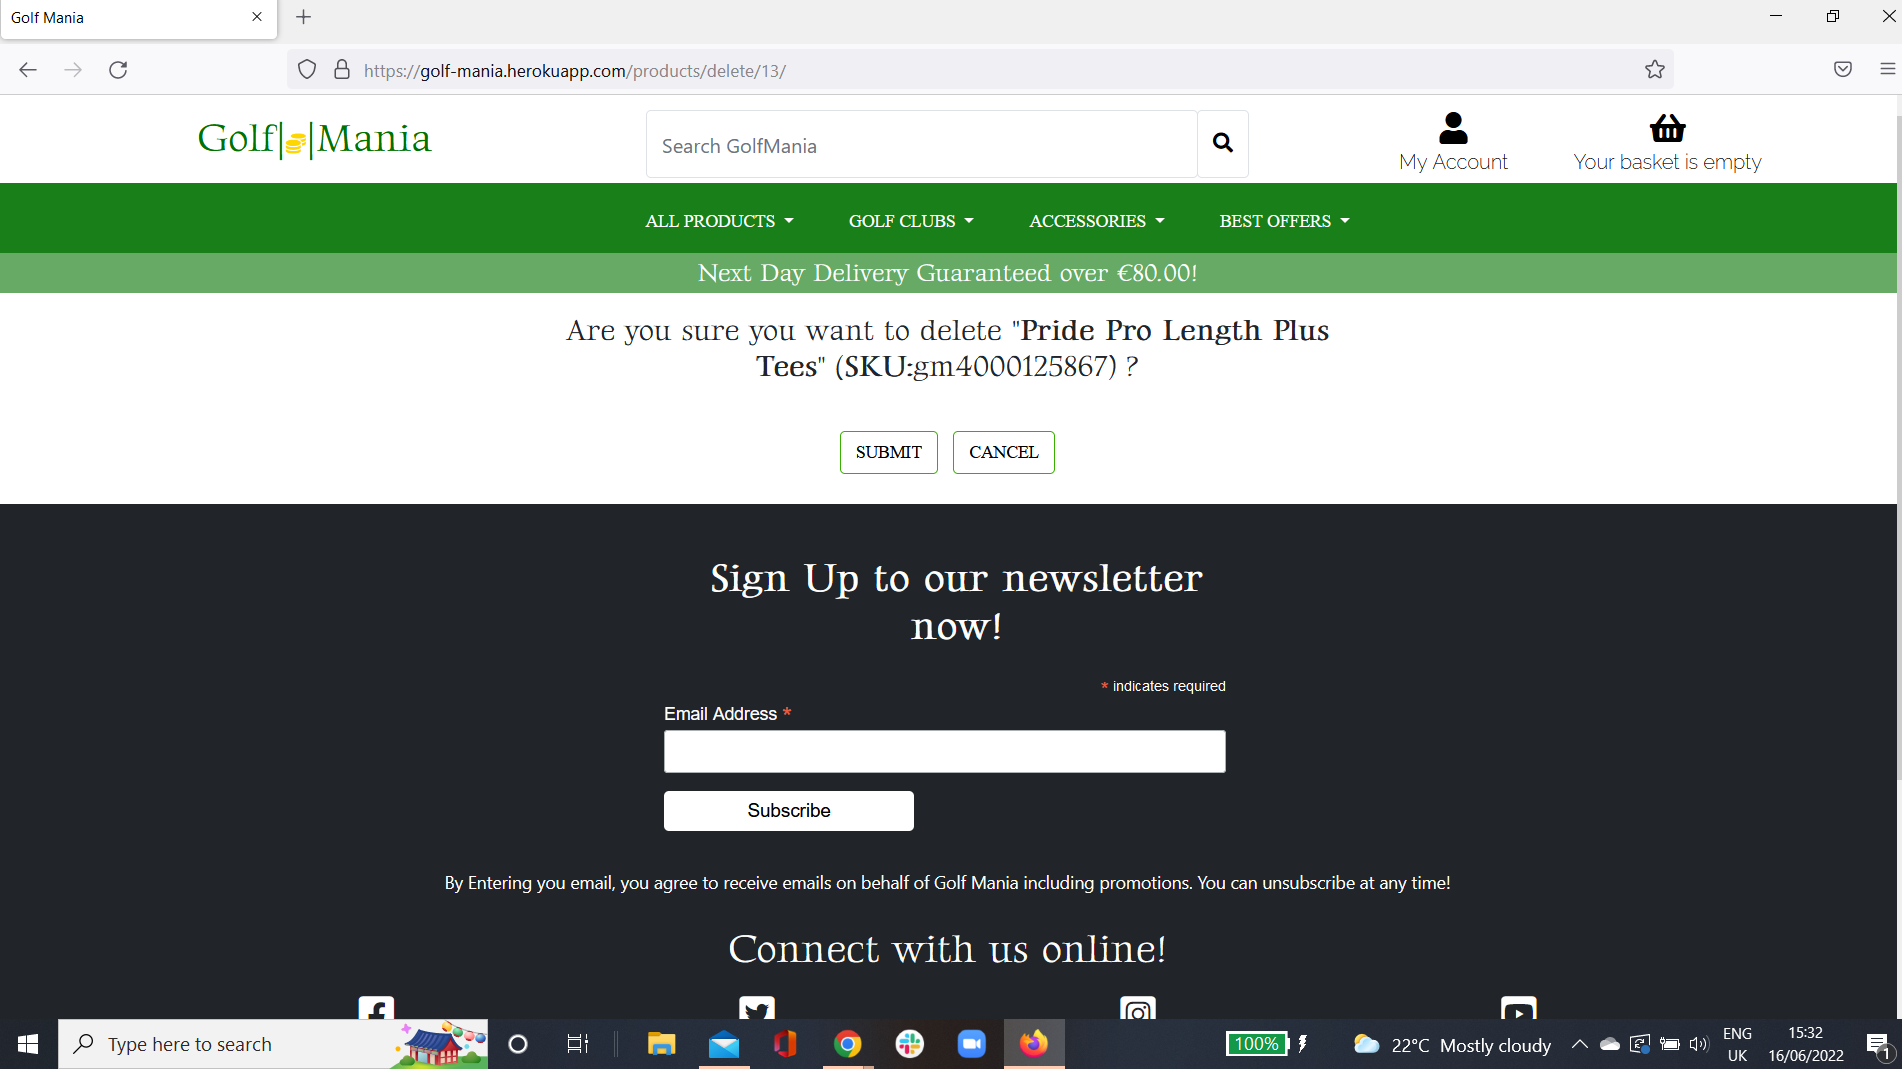 Golf Mania
https://golf-mania.herokuapp.com/products/delete/13/
Golf||Mania
Search GolfMania
My Account
Your basket is empty
ALL PRODUCTS
GOLF CLUBS
ACCESSORIES
BEST OFFERS
Next Day Delivery Guaranteed over €80.00!
Are you sure you want to delete "Pride Pro Length Plus
Tees" (SKU:gm4000125867) ?
SUBMIT
CANCEL
Sign Up to our newsletter
now!
* indicates required
Email Address *
Subscribe
By Entering you email, you agree to receive emails on behalf of Golf Mania including promotions. You can unsubscribe at any time!
Connect with us online!
Type here to search
100%
22°C Mostly cloudy
ENG
UK
15:32
16/06/2022
1